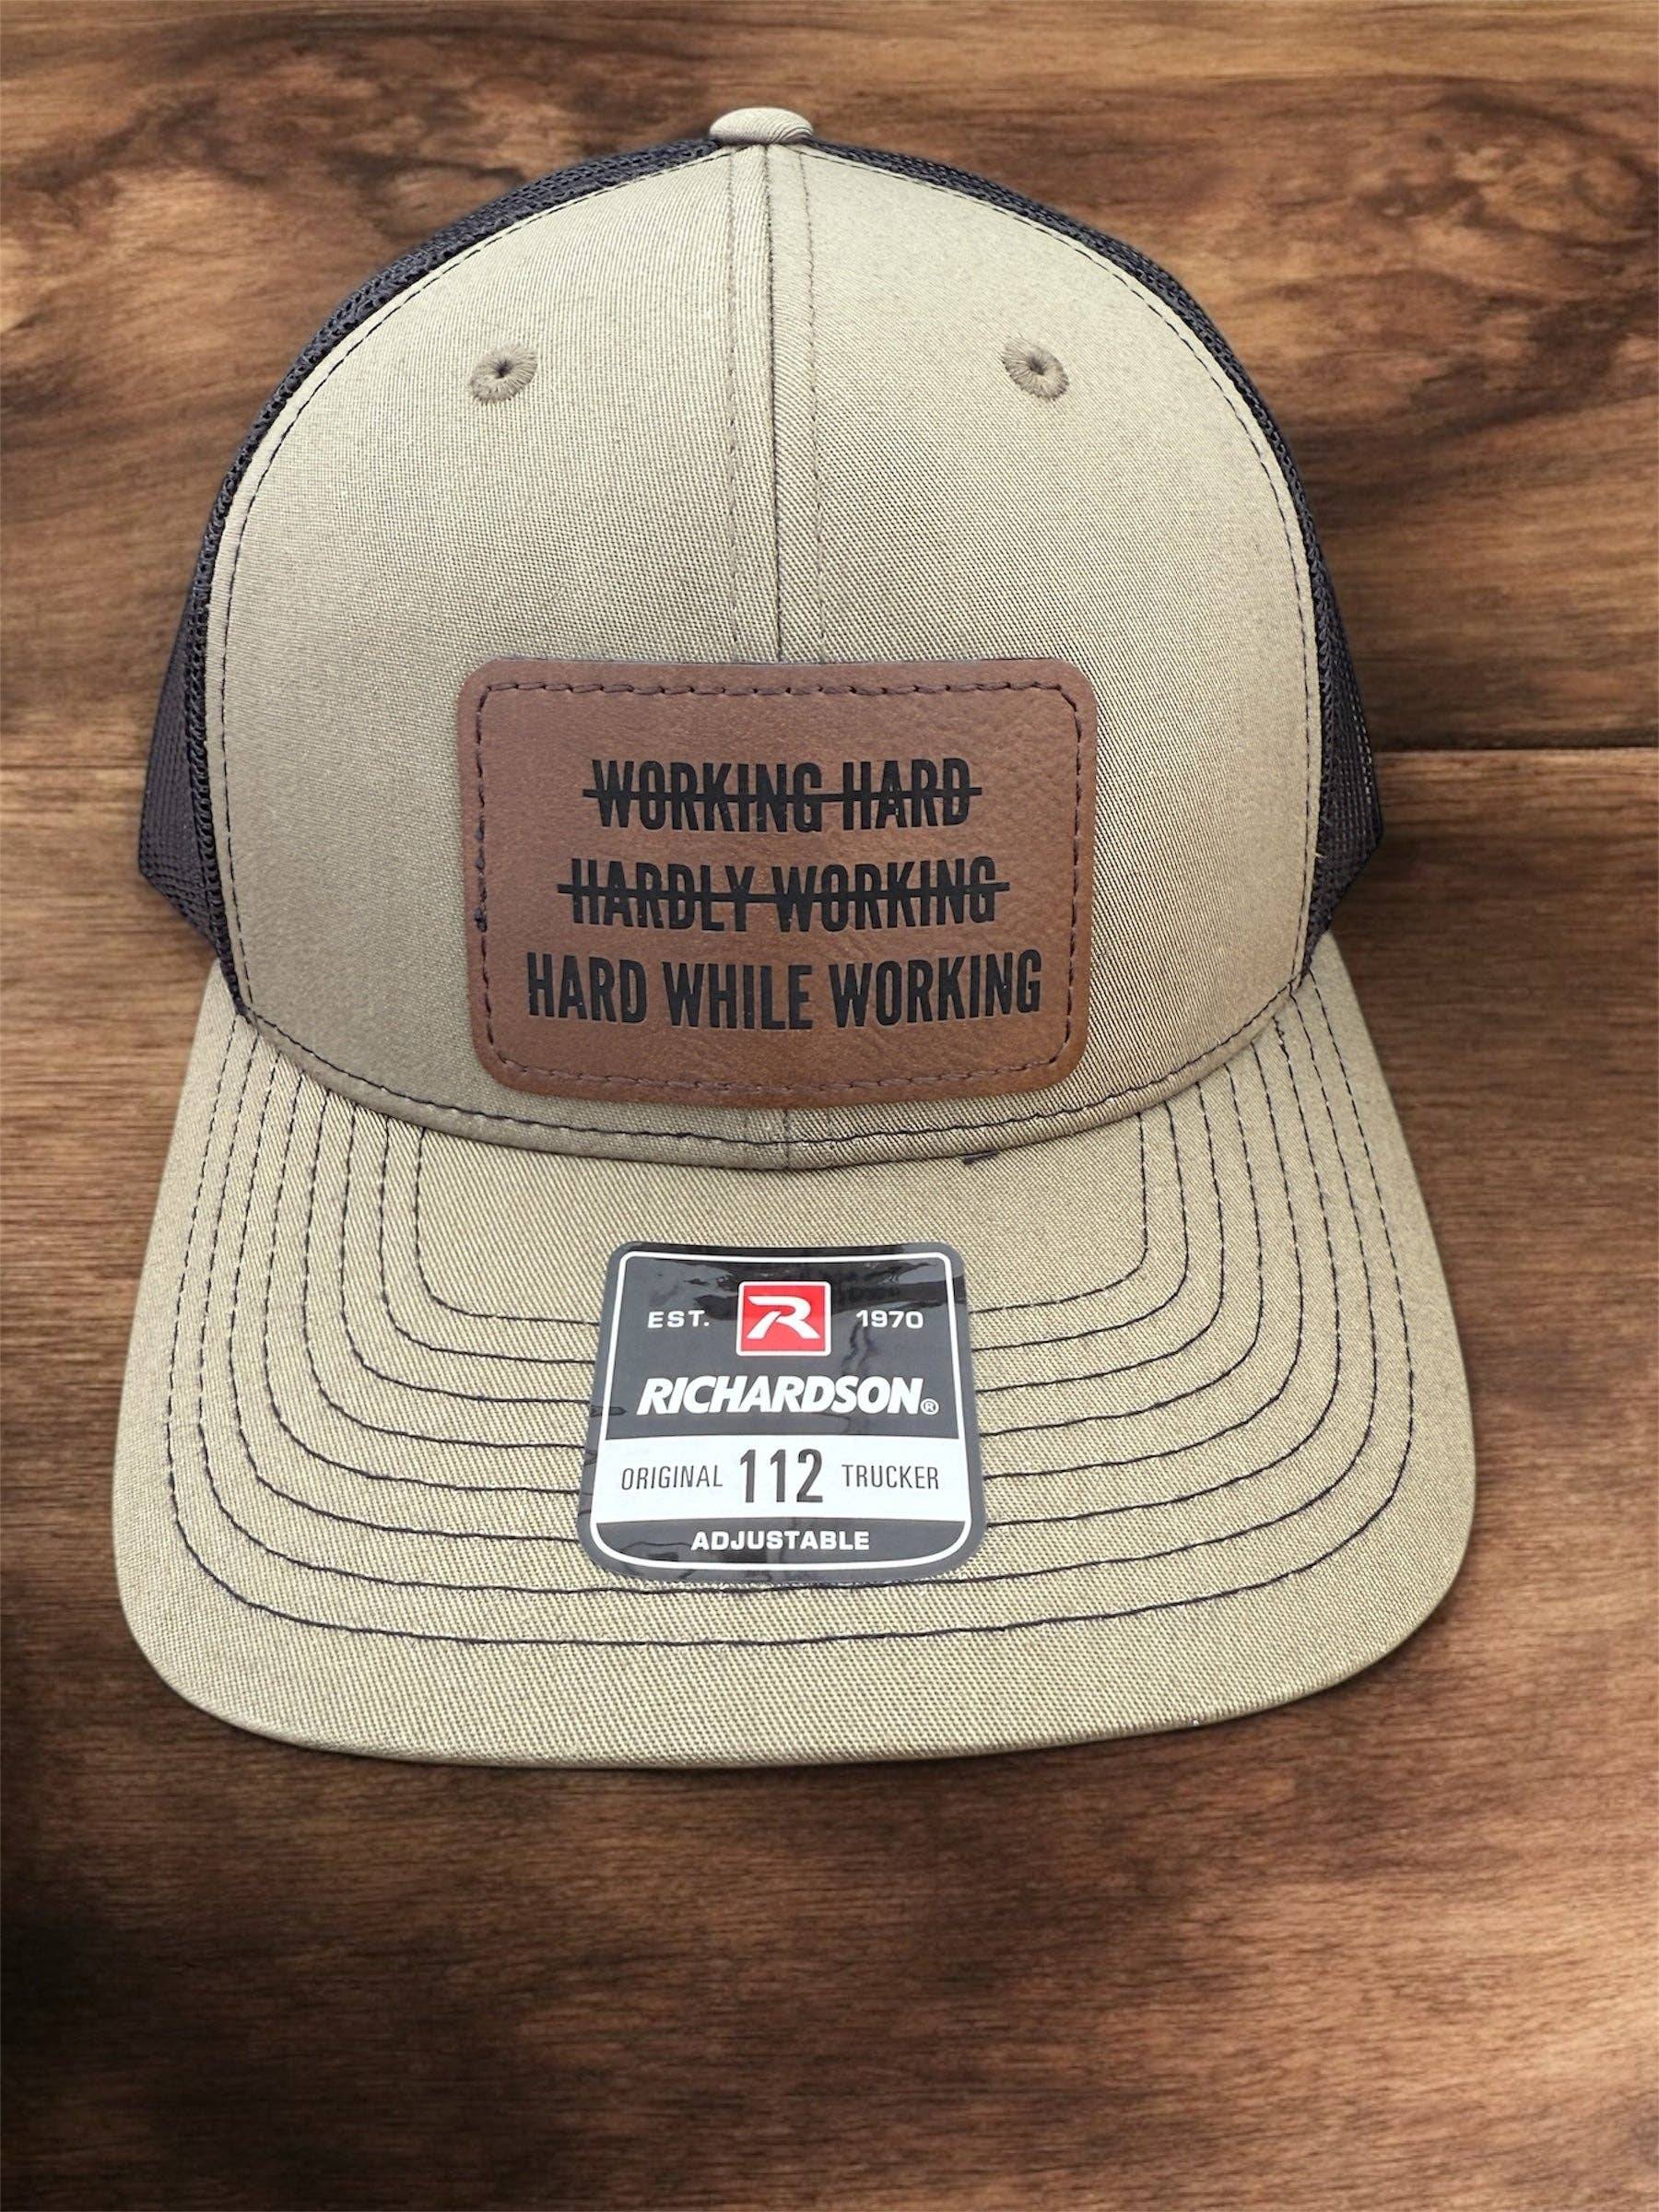 WORKING HARD
HARDLY WORKING
HARD WHILE WORKING
EST. R 1970
RICHARDSON®
ORIGINAL 112 TRUCKER
ADJUSTABLE